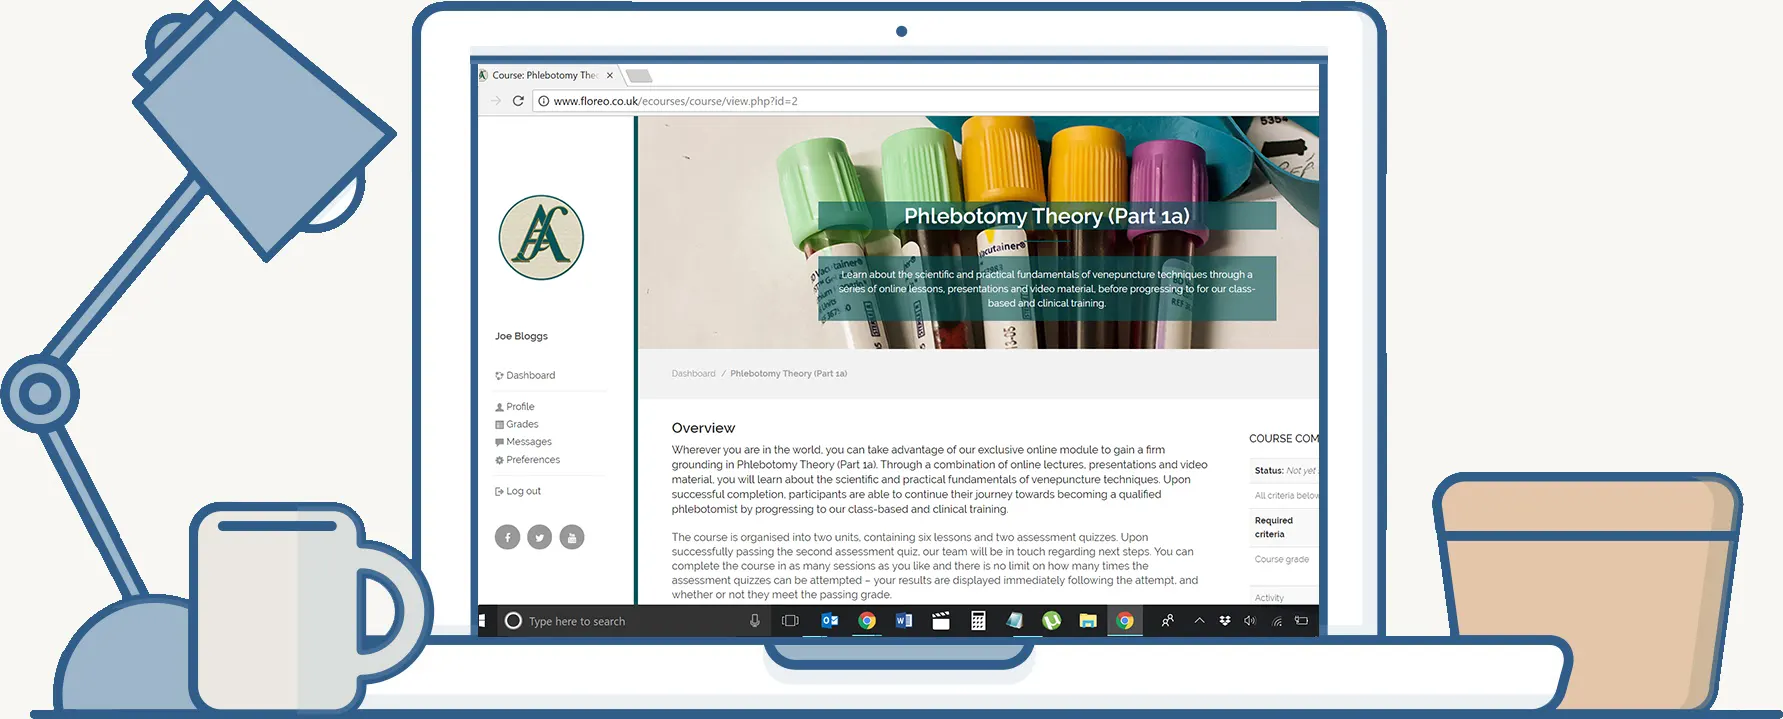 Course: Phlebotomy The
www.floreo.co.uk/ecourses/course/view.php?id=2
5354
Phlebotomy Theory (Part 1a)
Vacutainer
acutainer®
Learn about the scientific and practical fundamentals of venepuncture techniques through a
series of online lessons, presentations and video material, before progressing to for our class-
based and clinical training.
Joe Bloggs
Dashboard
Profile
Grades
Messages
Preferences
Log out
Dashboard / Phlebotomy Theory (Part 1a)
Overview
Wherever you are in the world, you can take advantage of our exclusive online module to gain a firm
grounding in Phlebotomy Theory (Part 1a). Through a combination of online lectures, presentations and video
material, you will learn about the scientific and practical fundamentals of venepuncture techniques. Upon
successful completion, participants are able to continue their journey towards becoming a qualified
phlebotomist by progressing to our class-based and clinical training.
The course is organised into two units, containing six lessons and two assessment quizzes. Upon
successfully passing the second assessment quiz, our team will be in touch regarding next steps. You can
complete the course in as many sessions as you like and there is no limit on how many times the
assessment quizzes can be attempted – your results are displayed immediately following the attempt, and
whether or not they meet the passing grade.
COURSE COM
Status: Not yet
All criteria below
Required
criteria
Course grade
Activity
Type here to search